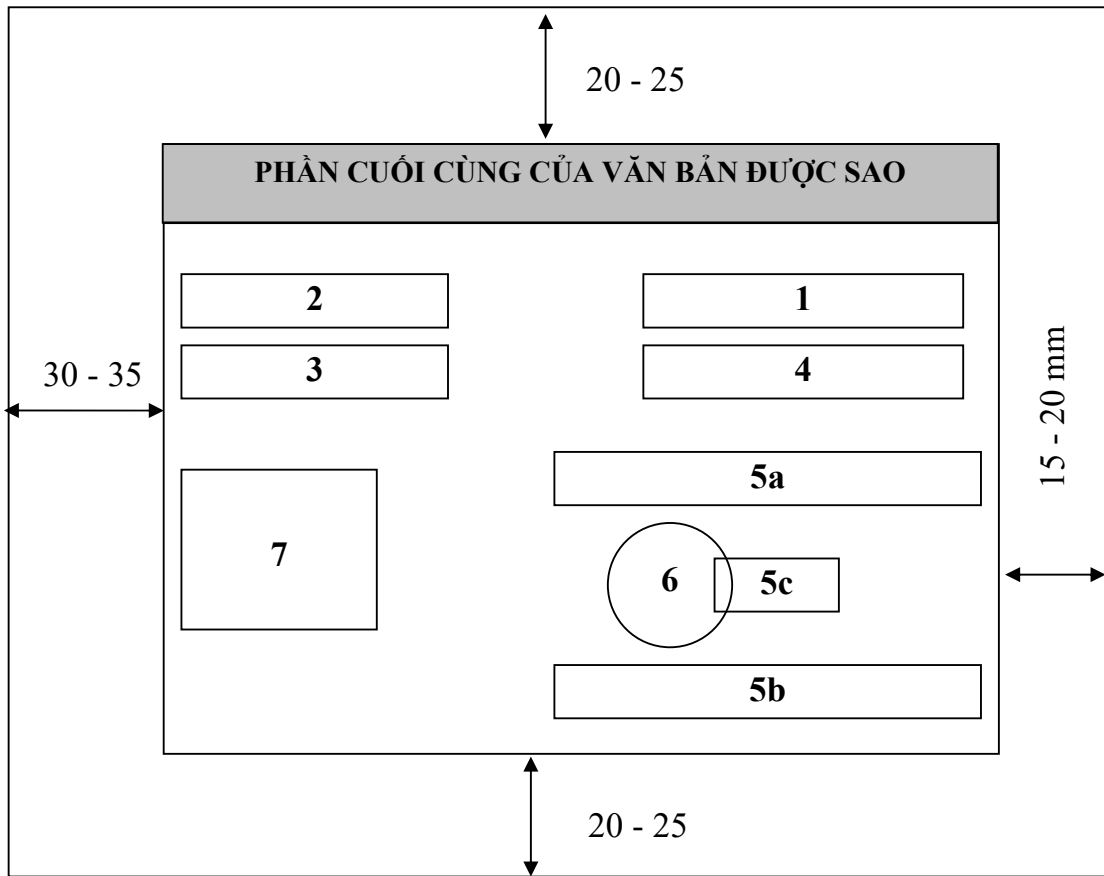 20 - 25
PHẦN CUỐI CÙNG CỦA VĂN BẢN ĐƯỢC SAO
2
1
3
4
30 - 35
15 - 20 mm
5a
7
6
5c
5b
20 - 25